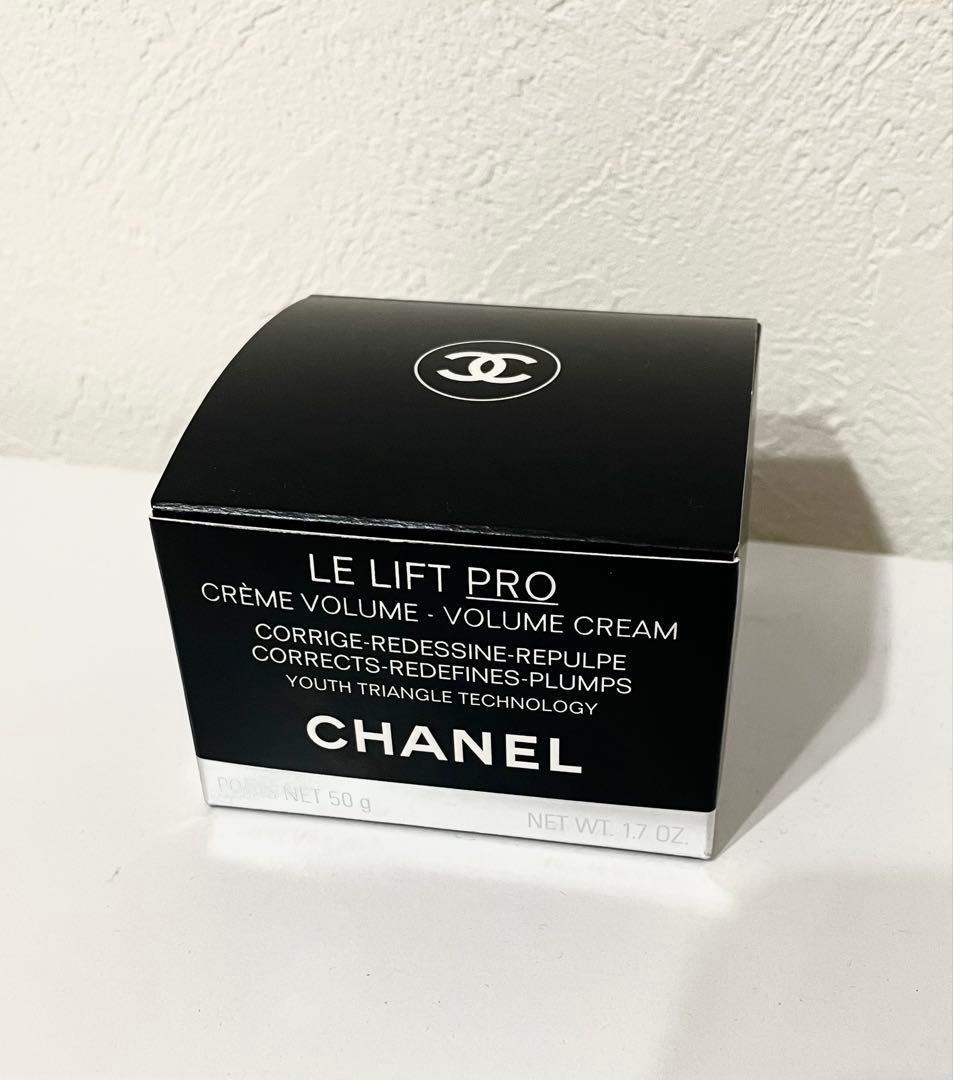 LE LIFT PRO
CRÈME VOLUME - VOLUME CREAM
CORRIGE-REDESSINE-REPULPE
CORRECTS-REDEFINES-PLUMPS
YOUTH TRIANGLE TECHNOLOGY
CHANEL
POIDS NET 50 g
NET WT. 1.7 OZ.